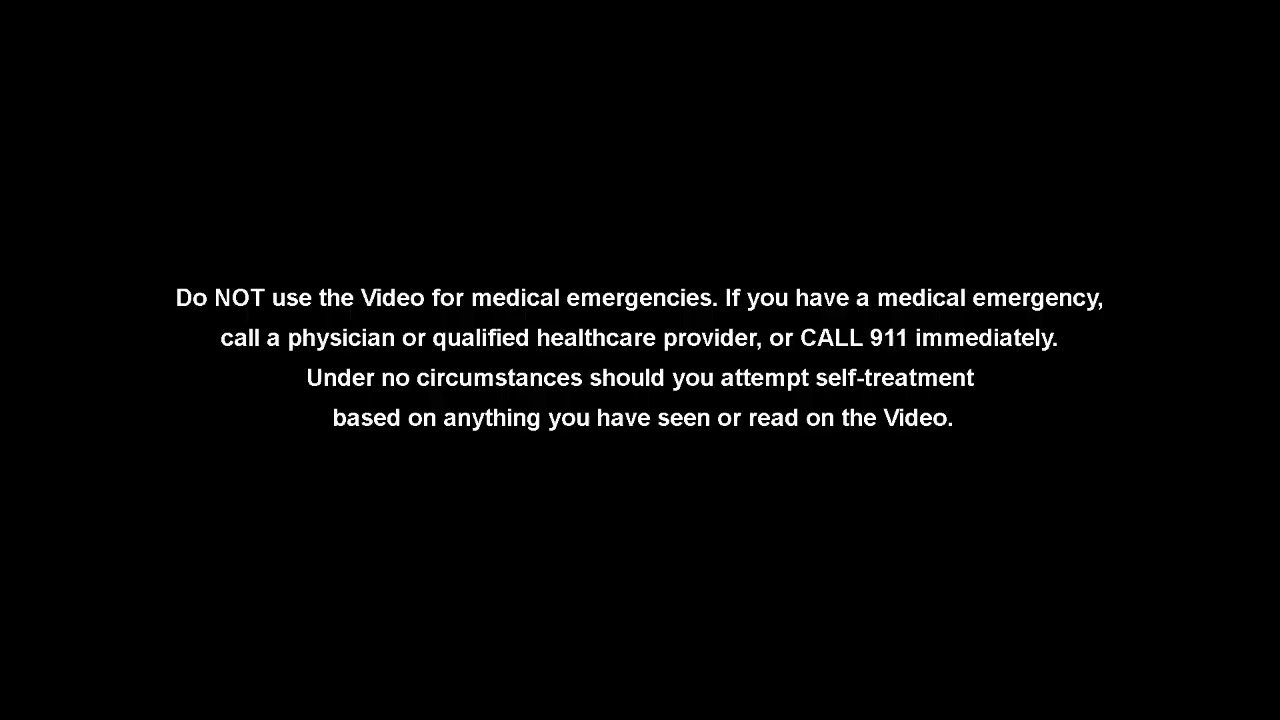 Do NOT use the Video for medical emergencies. If you have a medical emergency,
call a physician or qualified healthcare provider, or CALL 911 immediately.
Under no circumstances should you attempt self-treatment
based on anything you have seen or read on the Video.